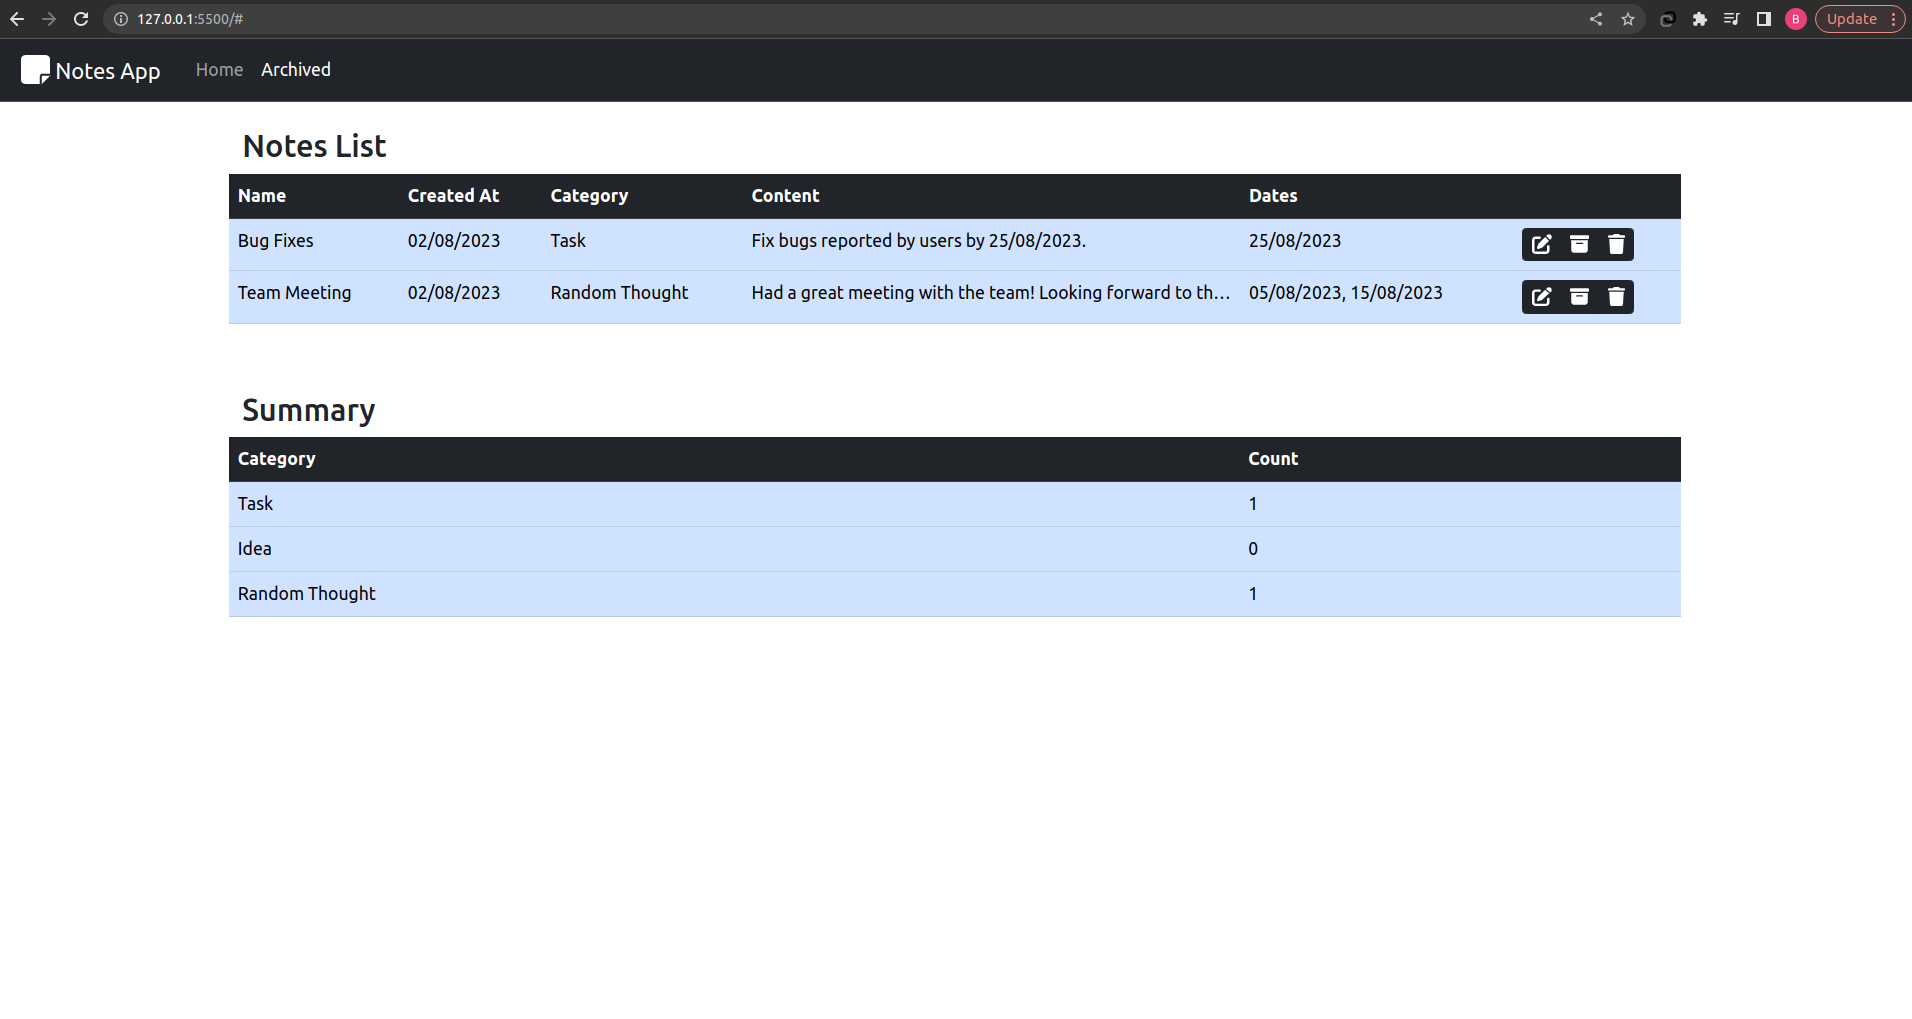 127.0.0.1:5500/#
B
Update
Notes App Home Archived
Notes List
Name Created At Category Content Dates
Bug Fixes 02/08/2023 Task Fix bugs reported by users by 25/08/2023. 25/08/2023
Team Meeting 02/08/2023 Random Thought Had a great meeting with the team! Looking forward to th... 05/08/2023, 15/08/2023
Summary
Category Count
Task 1
Idea 0
Random Thought 1